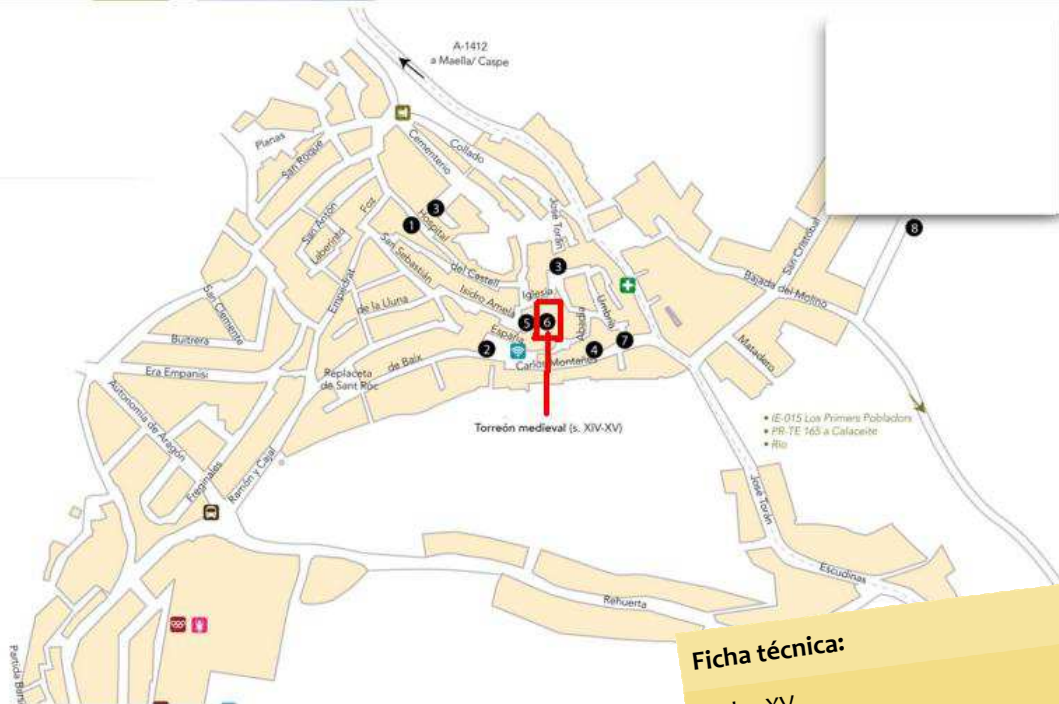 A-1412
a Maella/ Caspe
Planas
San Roque
Cementerio
Collado
San Antón
Laberinto
Foz
3
1
Hospital
José Torán
San Cristóbal
8
San Sebastián
del Castell
3
Bajada del Molino
Empedrat
Isidro Amela
Iglesia
Umbría
San Clemente
de la Lluna
5
6
Abadía
España
7
Buitrera
2
4
Matadero
de Baix
Carlos Montañés
Era Empanisi
Replaceta
de Sant Roc
Autonomía de Aragón
• IE-015 Los Primers Pobladors
• PR-TE 165 a Calaceite
• Río
Torreón medieval (s. XIV-XV)
Freginales
Ramón y Cajal
José Torán
Escudinas
Rehuerta
Ficha técnica:
XV